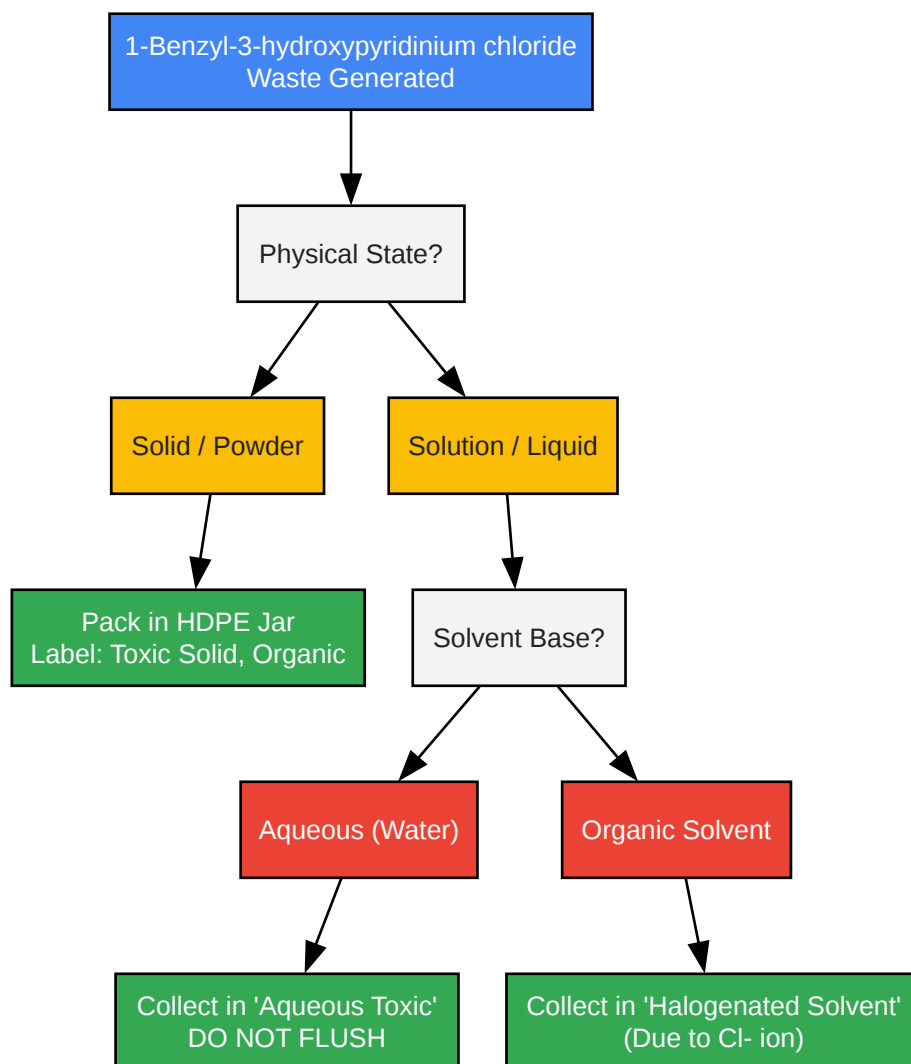 1-Benzyl-3-hydroxypyridinium chloride
Waste Generated
Physical State?
Solid / Powder
Solution / Liquid
Pack in HDPE Jar
Label: Toxic Solid, Organic
Solvent Base?
Aqueous (Water)
Organic Solvent
Collect in 'Aqueous Toxic'
DO NOT FLUSH
Collect in 'Halogenated Solvent'
(Due to Cl- ion)